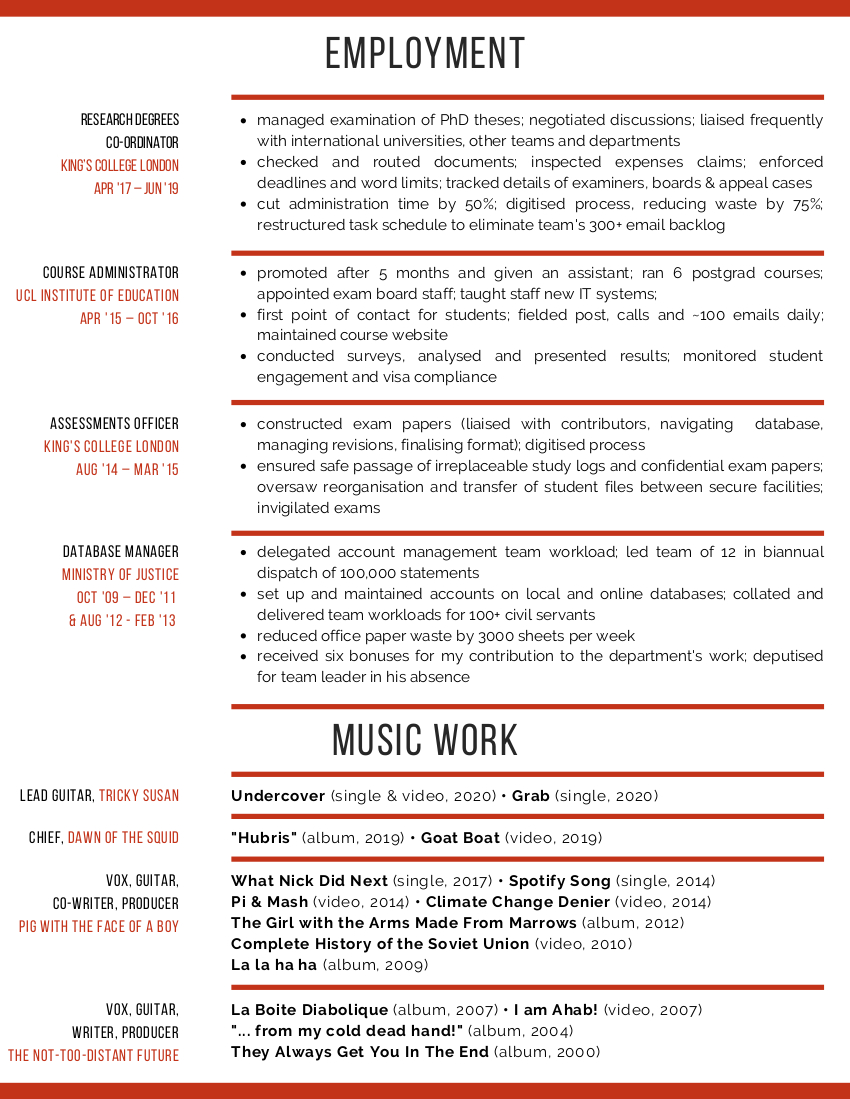 EMPLOYMENT
RESEARCH DEGREES
CO-ORDINATOR
KING'S COLLEGE LONDON
APR '17 – JUN '19
• managed examination of PhD theses; negotiated discussions; liaised frequently
with international universities, other teams and departments
• checked and routed documents; inspected expenses claims; enforced
deadlines and word limits; tracked details of examiners, boards & appeal cases
• cut administration time by 50%; digitised process, reducing waste by 75%;
restructured task schedule to eliminate team's 300+ email backlog
COURSE ADMINISTRATOR
UCL INSTITUTE OF EDUCATION
APR '15 – OCT '16
• promoted after 5 months and given an assistant; ran 6 postgrad courses;
appointed exam board staff; taught staff new IT systems;
• first point of contact for students; fielded post, calls and ~100 emails daily;
maintained course website
• conducted surveys, analysed and presented results; monitored student
engagement and visa compliance
ASSESSMENTS OFFICER
KING'S COLLEGE LONDON
AUG '14 – MAR '15
• constructed exam papers (liaised with contributors, navigating database,
managing revisions, finalising format); digitised process
• ensured safe passage of irreplaceable study logs and confidential exam papers;
oversaw reorganisation and transfer of student files between secure facilities;
invigilated exams
DATABASE MANAGER
MINISTRY OF JUSTICE
OCT '09 – DEC '11
& AUG '12 - FEB '13
• delegated account management team workload; led team of 12 in biannual
dispatch of 100,000 statements
• set up and maintained accounts on local and online databases; collated and
delivered team workloads for 100+ civil servants
• reduced office paper waste by 3000 sheets per week
• received six bonuses for my contribution to the department's work; deputised
for team leader in his absence
MUSIC WORK
LEAD GUITAR, TRICKY SUSAN
Undercover (single & video, 2020) • Grab (single, 2020)
CHIEF, DAWN OF THE SQUID
"Hubris" (album, 2019) • Goat Boat (video, 2019)
VOX, GUITAR,
CO-WRITER, PRODUCER
PIG WITH THE FACE OF A BOY
What Nick Did Next (single, 2017) • Spotify Song (single, 2014)
Pi & Mash (video, 2014) • Climate Change Denier (video, 2014)
The Girl with the Arms Made From Marrows (album, 2012)
Complete History of the Soviet Union (video, 2010)
La la ha ha (album, 2009)
VOX, GUITAR,
WRITER, PRODUCER
THE NOT-TOO-DISTANT FUTURE
La Boite Diabolique (album, 2007) • I am Ahab! (video, 2007)
"... from my cold dead hand!" (album, 2004)
They Always Get You In The End (album, 2000)